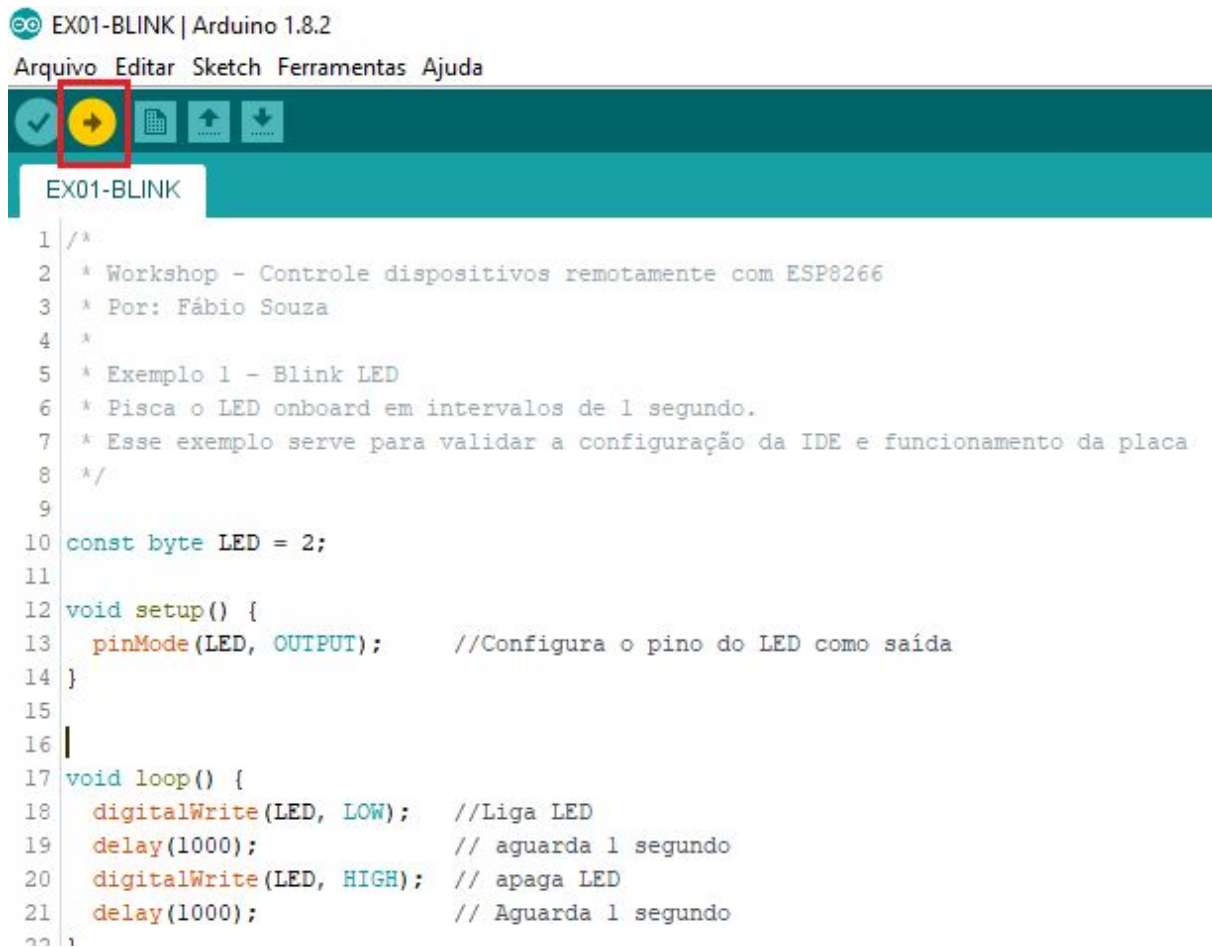 EX01-BLINK | Arduino 1.8.2
Arquivo Editar Sketch Ferramentas Ajuda
EX01-BLINK
1 /*
2  * Workshop - Controle dispositivos remotamente com ESP8266
3  * Por: Fábio Souza
4  *
5  * Exemplo 1 - Blink LED
6  * Pisca o LED onboard em intervalos de 1 segundo.
7  * Esse exemplo serve para validar a configuração da IDE e funcionamento da placa
8  */
9
10 const byte LED = 2;
11
12 void setup() {
13   pinMode(LED, OUTPUT);     //Configura o pino do LED como saída
14 }
15
16
17 void loop() {
18   digitalWrite(LED, LOW);   //Liga LED
19   delay(1000);              // aguarda 1 segundo
20   digitalWrite(LED, HIGH);  // apaga LED
21   delay(1000);              // Aguarda 1 segundo
22 }